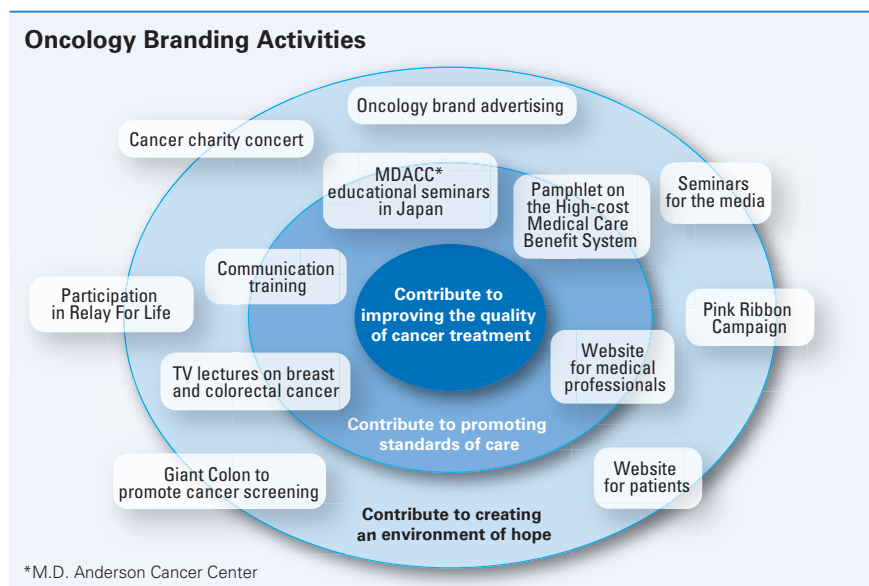 Oncology Branding Activities
Oncology brand advertising
Cancer charity concert
MDACC*
educational seminars
in Japan
Pamphlet on
the High-cost
Medical Care
Benefit System
Seminars
for the media
Communication
training
Participation
in Relay For Life
Contribute to
improving the quality
of cancer treatment
Pink Ribbon
Campaign
TV lectures on breast
and colorectal cancer
Website
for medical
professionals
Contribute to promoting
standards of care
Giant Colon to
promote cancer screening
Website
for patients
Contribute to creating
an environment of hope
*M.D. Anderson Cancer Center